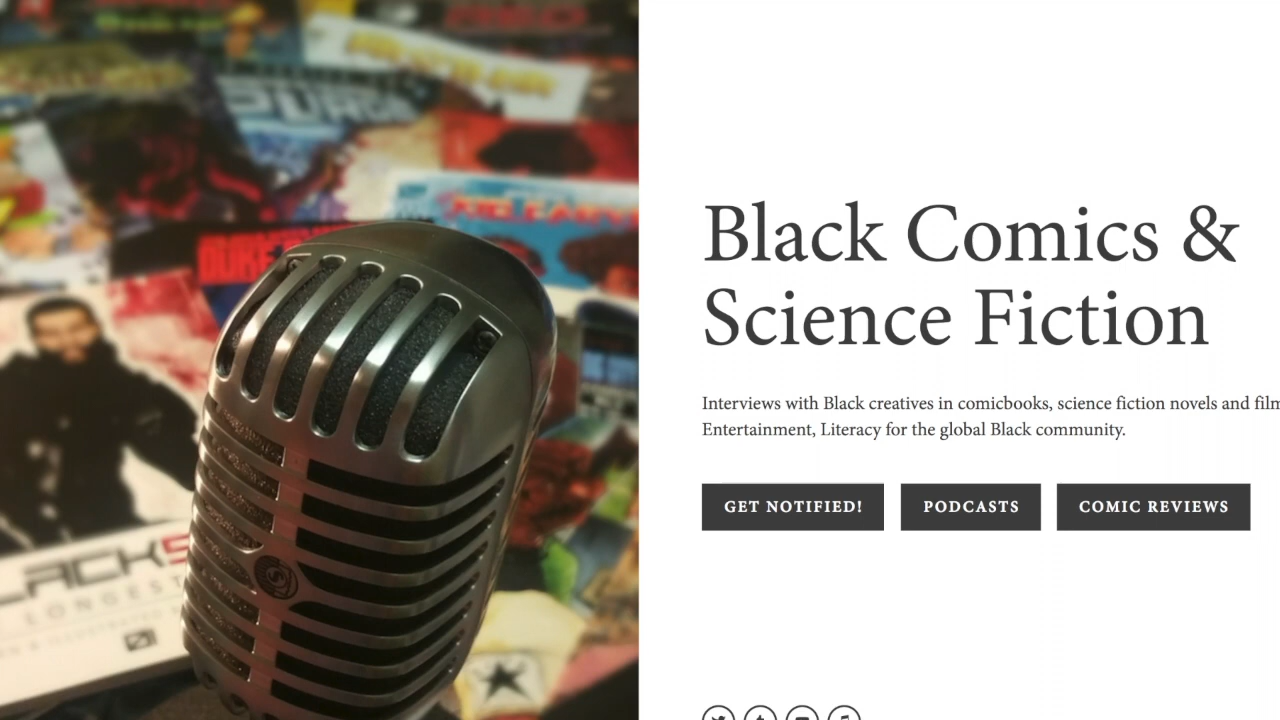 Black Comics &
Science Fiction
Interviews with Black creatives in comicbooks, science fiction novels and film
Entertainment, Literacy for the global Black community.
GET NOTIFIED!
PODCASTS
COMIC REVIEWS
LONGEST